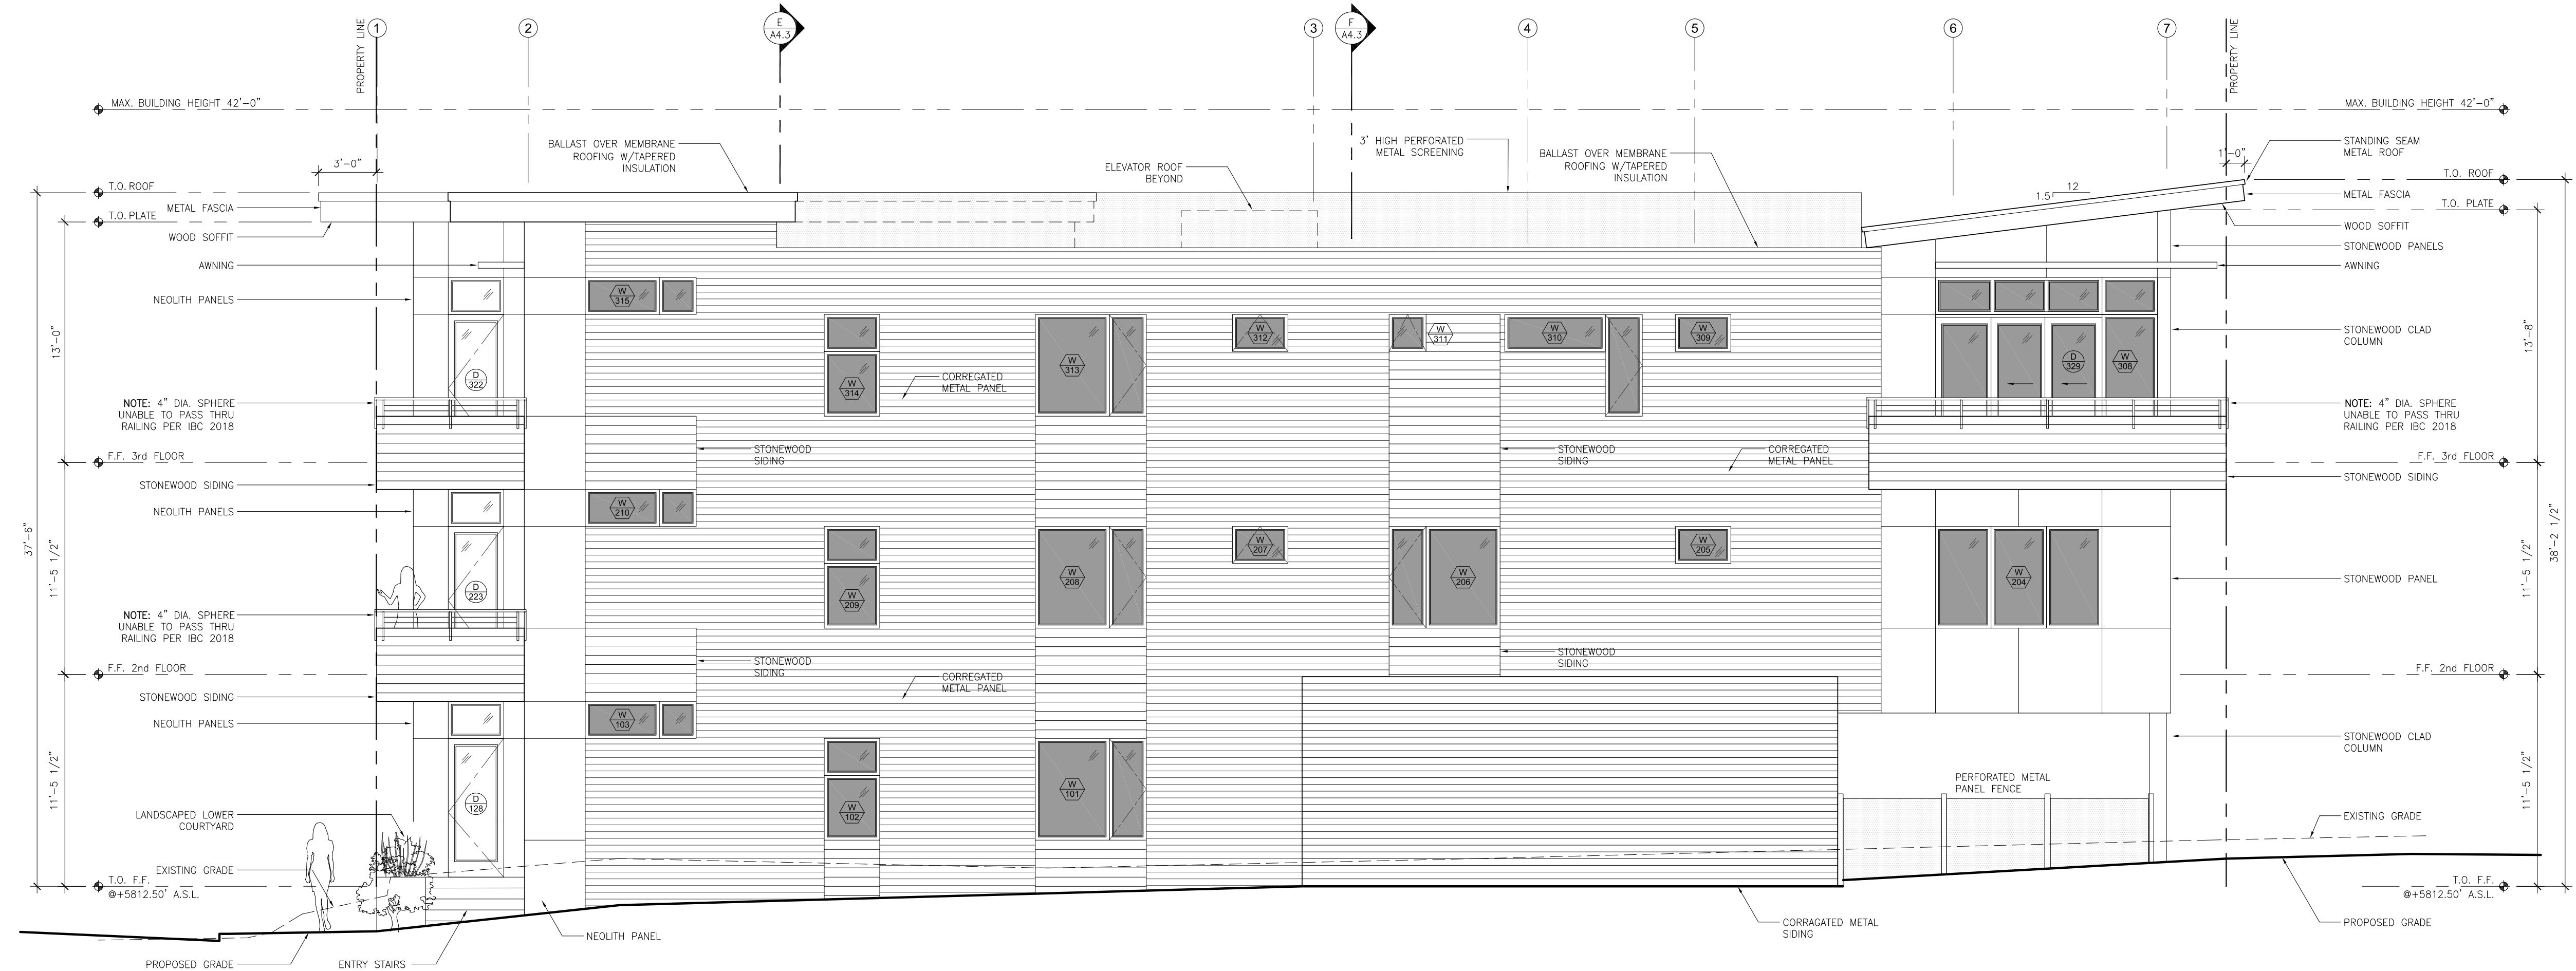 PROPERTY LINE
1
2
E
A4.3
3
F
A4.3
4
5
6
7
PROPERTY LINE
MAX. BUILDING HEIGHT 42'-0"
MAX. BUILDING HEIGHT 42'-0"
BALLAST OVER MEMBRANE
ROOFING W/TAPERED
INSULATION
ELEVATOR ROOF
BEYOND
3' HIGH PERFORATED
METAL SCREENING
BALLAST OVER MEMBRANE
ROOFING W/TAPERED
INSULATION
STANDING SEAM
METAL ROOF
3'-0"
1'-0"
T.O. ROOF
T.O. ROOF
12
1.5
METAL FASCIA
METAL FASCIA
T.O. PLATE
T.O. PLATE
WOOD SOFFIT
WOOD SOFFIT
STONEWOOD PANELS
AWNING
AWNING
NEOLITH PANELS
W
315
W
312
W
311
W
310
W
309
STONEWOOD CLAD
COLUMN
13'-0"
13'-8"
D
322
W
314
W
313
D
329
W
308
CORREGATED
METAL PANEL
NOTE: 4" DIA. SPHERE
UNABLE TO PASS THRU
RAILING PER IBC 2018
NOTE: 4" DIA. SPHERE
UNABLE TO PASS THRU
RAILING PER IBC 2018
STONEWOOD
SIDING
STONEWOOD
SIDING
CORREGATED
METAL PANEL
F.F. 3rd FLOOR
F.F. 3rd FLOOR
STONEWOOD SIDING
STONEWOOD SIDING
NEOLITH PANELS
W
210
37'-6"
38'-2 1/2"
11'-5 1/2"
11'-5 1/2"
W
207
W
205
D
223
W
209
W
208
W
206
W
204
STONEWOOD PANEL
NOTE: 4" DIA. SPHERE
UNABLE TO PASS THRU
RAILING PER IBC 2018
STONEWOOD
SIDING
STONEWOOD
SIDING
F.F. 2nd FLOOR
F.F. 2nd FLOOR
CORREGATED
METAL PANEL
STONEWOOD SIDING
NEOLITH PANELS
W
103
STONEWOOD CLAD
COLUMN
11'-5 1/2"
11'-5 1/2"
D
128
W
102
W
101
PERFORATED METAL
PANEL FENCE
LANDSCAPED LOWER
COURTYARD
EXISTING GRADE
EXISTING GRADE
T.O. F.F.
@+5812.50' A.S.L.
T.O. F.F.
@+5812.50' A.S.L.
CORRAGATED METAL
SIDING
PROPOSED GRADE
NEOLITH PANEL
PROPOSED GRADE
ENTRY STAIRS